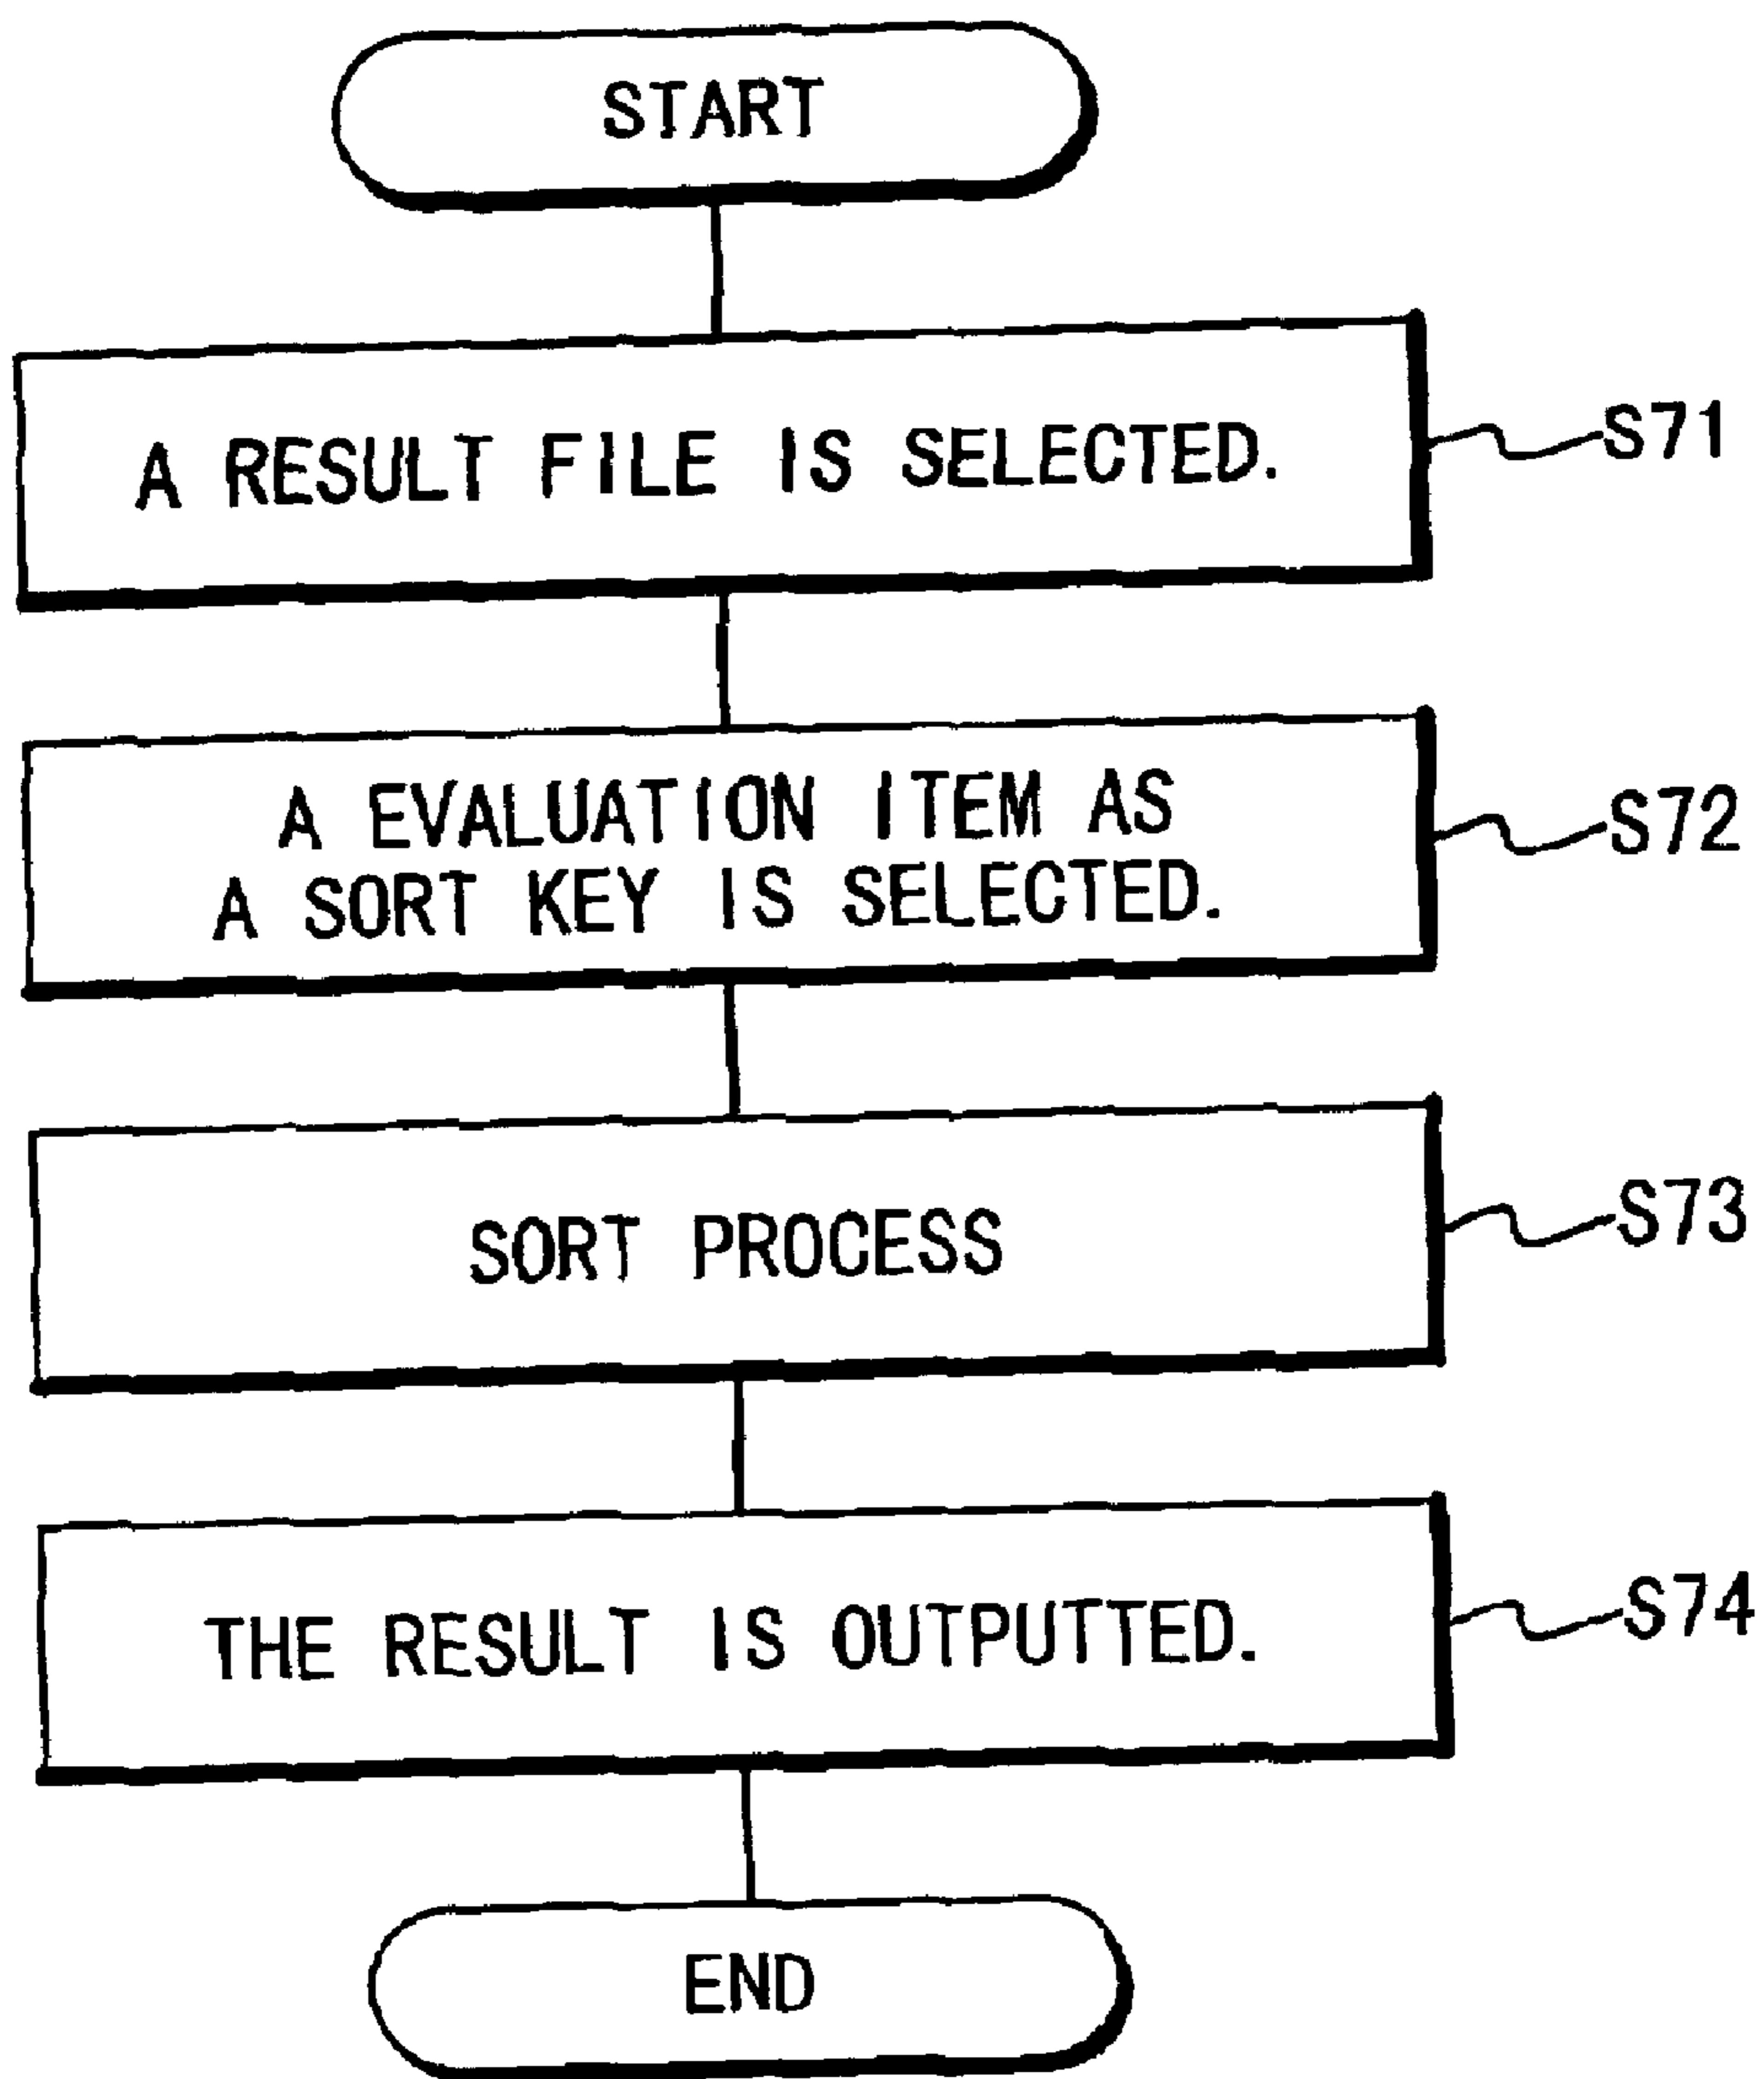 START
A RESULT FILE IS SELECTED.
S71
A EVALUATION ITEM AS
A SORT KEY IS SELECTED.
S72
SORT PROCESS
S73
THE RESULT IS OUTPUTTED.
S74
END